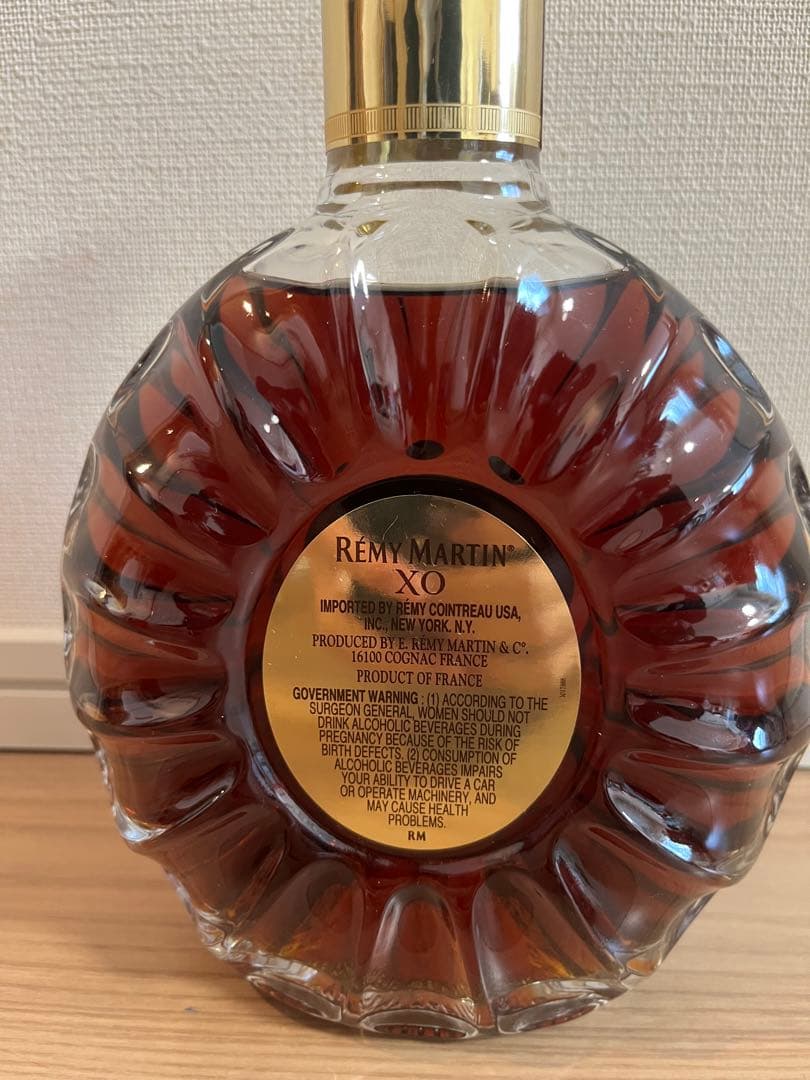 RÉMY MARTIN®
XO
IMPORTED BY RÉMY COINTREAU USA,
INC., NEW YORK. N.Y.
PRODUCED BY E. RÉMY MARTIN & Cº.
16100 COGNAC FRANCE
PRODUCT OF FRANCE
GOVERNMENT WARNING : (1) ACCORDING TO THE
SURGEON GENERAL, WOMEN SHOULD NOT
DRINK ALCOHOLIC BEVERAGES DURING
PREGNANCY BECAUSE OF THE RISK OF
BIRTH DEFECTS. (2) CONSUMPTION OF
ALCOHOLIC BEVERAGES IMPAIRS
YOUR ABILITY TO DRIVE A CAR
OR OPERATE MACHINERY, AND
MAY CAUSE HEALTH
PROBLEMS.
RM